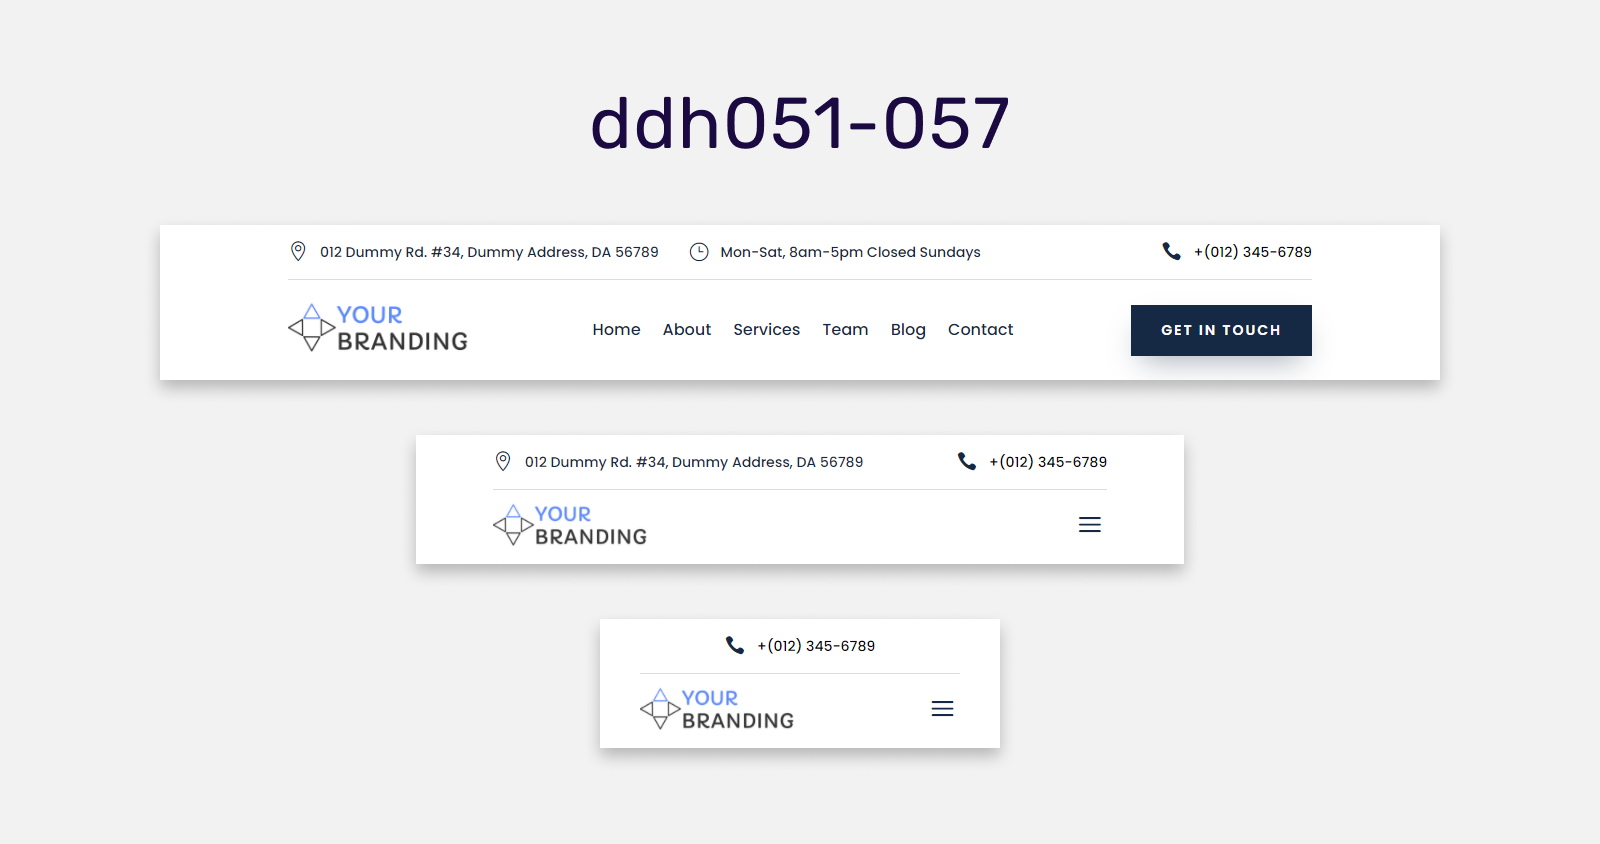 ddh051-057
012 Dummy Rd. #34, Dummy Address, DA 56789 Mon-Sat, 8am-5pm Closed Sundays +(012) 345-6789
YOUR
BRANDING
Home About Services Team Blog Contact
GET IN TOUCH
012 Dummy Rd. #34, Dummy Address, DA 56789 +(012) 345-6789
YOUR
BRANDING
+(012) 345-6789
YOUR
BRANDING